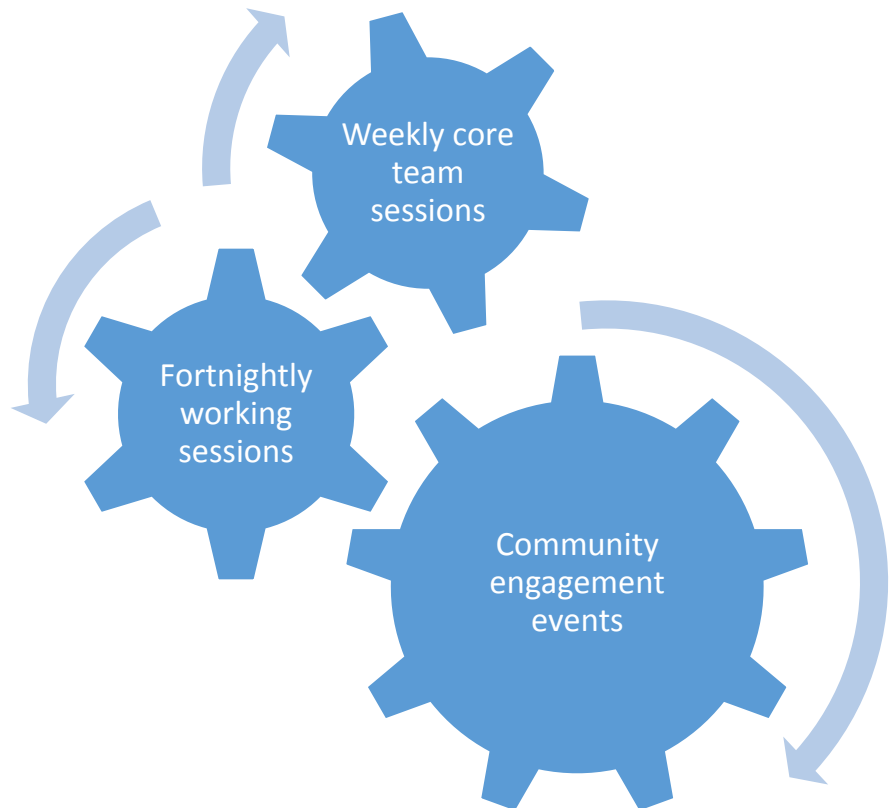 Weekly core
team
sessions
Fortnightly
working
sessions
Community
engagement
events